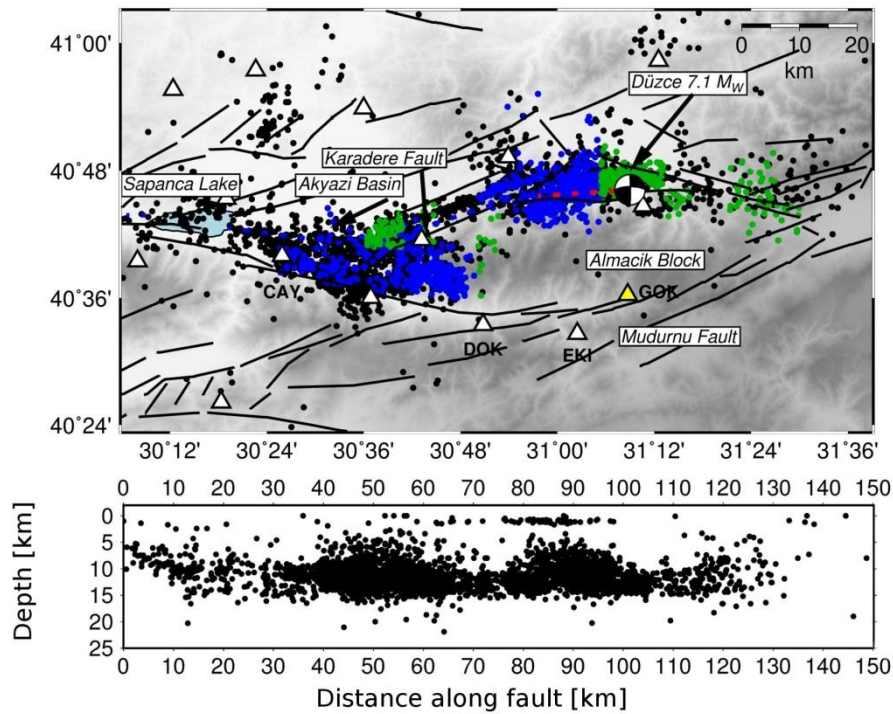 41˚00'
40˚48'
40˚36'
40˚24'
0 10 20
km
Düzce 7.1 MW
Karadere Fault
Sapanca Lake
Akyazi Basin
Almacik Block
CAY
GOK
DOK
EKI
Mudurnu Fault
30˚12' 30˚24' 30˚36' 30˚48' 31˚00' 31˚12' 31˚24' 31˚36'
0 10 20 30 40 50 60 70 80 90 100 110 120 130 140 150
Depth [km]
0
5
10
15
20
25
0 10 20 30 40 50 60 70 80 90 100 110 120 130 140 150
Distance along fault [km]